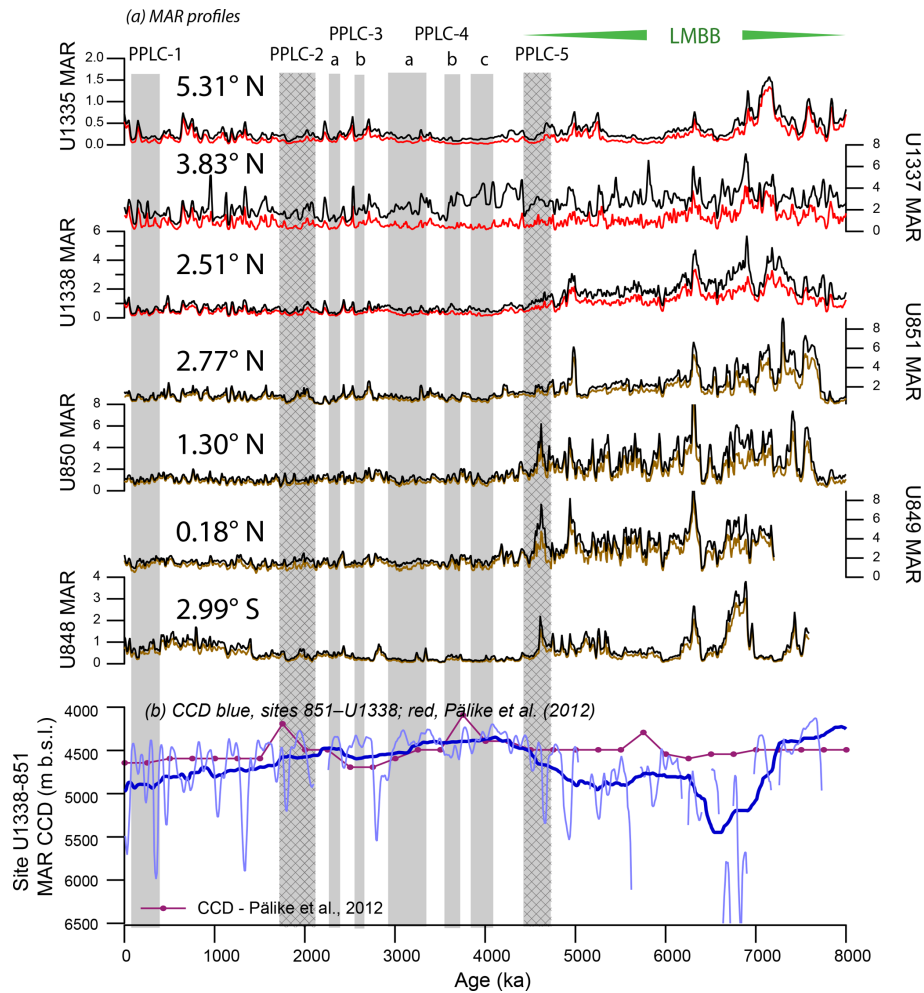 (a) MAR profiles
LMBB
PPLC-3 PPLC-4
PPLC-1 PPLC-2 a b a b c PPLC-5
U1335 MAR
2.0
1.5
1.0
0.5
0.0
5.31° N
3.83° N
8
6
4
2
0
U1337 MAR
U1338 MAR
6
4
2
0
2.51° N
2.77° N
8
6
4
2
U851 MAR
U850 MAR
8
6
4
2
0
1.30° N
0.18° N
8
6
4
2
0
U849 MAR
U848 MAR
4
3
2
1
0
2.99° S
(b) CCD blue, sites 851–U1338; red, Pälike et al. (2012)
Site U1338-851
MAR CCD (m b.s.l.)
4000
4500
5000
5500
6000
6500
CCD - Pälike et al., 2012
0 1000 2000 3000 4000 5000 6000 7000 8000
Age (ka)